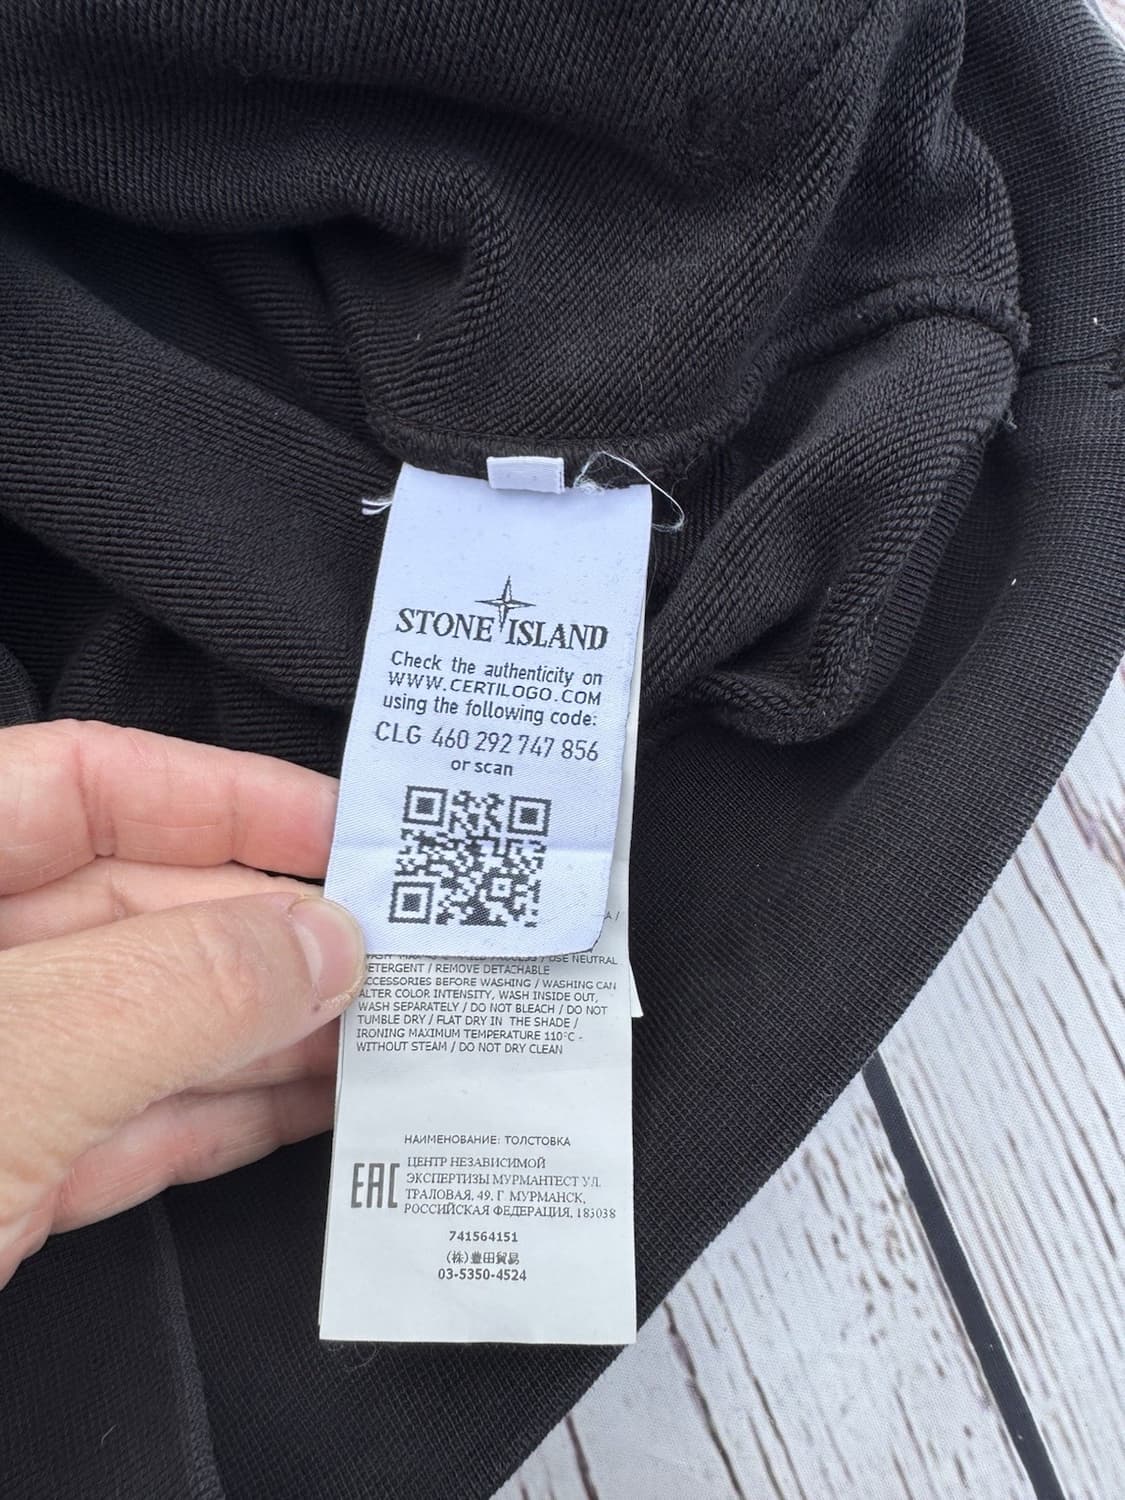 STONE ISLAND
Check the authenticity on
WWW.CERTILOGO.COM
using the following code:
CLG 460 292 747 856
or scan
A /
/ USE NEUTRAL
DETERGENT / REMOVE DETACHABLE
ACCESSORIES BEFORE WASHING / WASHING CAN
ALTER COLOR INTENSITY, WASH INSIDE OUT,
WASH SEPARATELY / DO NOT BLEACH / DO NOT
TUMBLE DRY / FLAT DRY IN THE SHADE /
IRONING MAXIMUM TEMPERATURE 110°C -
WITHOUT STEAM / DO NOT DRY CLEAN
НАИМЕНОВАНИЕ: ТОЛСТОВКА
EAC
ЦЕНТР НЕЗАВИСИМОЙ
ЭКСПЕРТИЗЫ МУРМАНТЕСТ УЛ.
ТРАЛОВАЯ, 49, Г. МУРМАНСК,
РОССИЙСКАЯ ФЕДЕРАЦИЯ, 183038
741564151
(株)豊田貿易
03-5350-4524